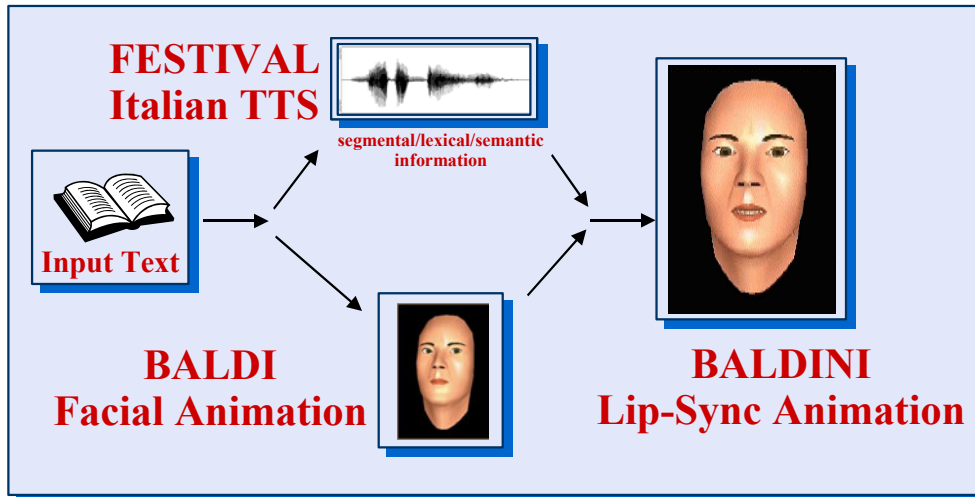 FESTIVAL
Italian TTS
segmental/lexical/semantic
information
Input Text
BALDI
Facial Animation
BALDINI
Lip-Sync Animation